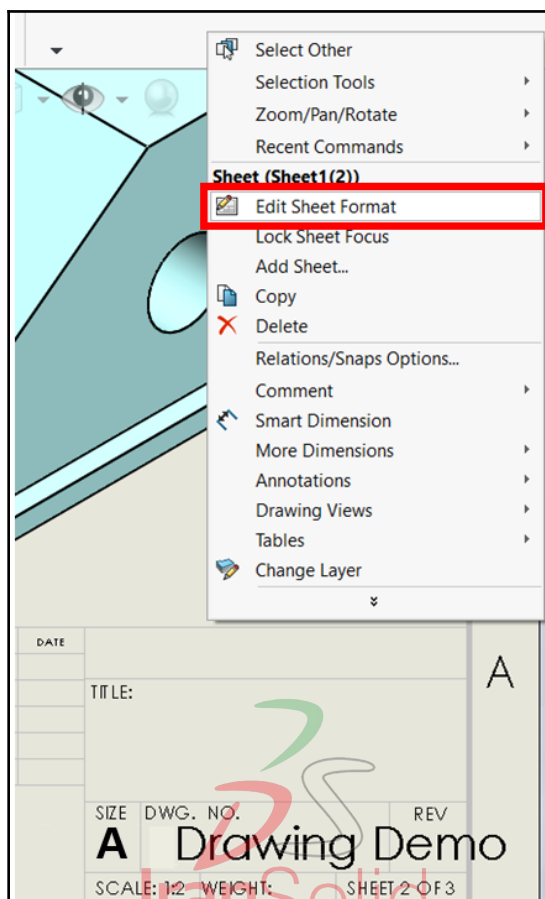 Select Other
Selection Tools
Zoom/Pan/Rotate
Recent Commands
Sheet (Sheet1(2))
Edit Sheet Format
Lock Sheet Focus
Add Sheet...
Copy
Delete
Relations/Snaps Options...
Comment
Smart Dimension
More Dimensions
Annotations
Drawing Views
Tables
Change Layer
DATE
A
TITLE:
SIZE DWG. NO. REV
A Drawing Demo
SCALE: 1:2 WEIGHT: SHEET 2 OF 3
IranSolid